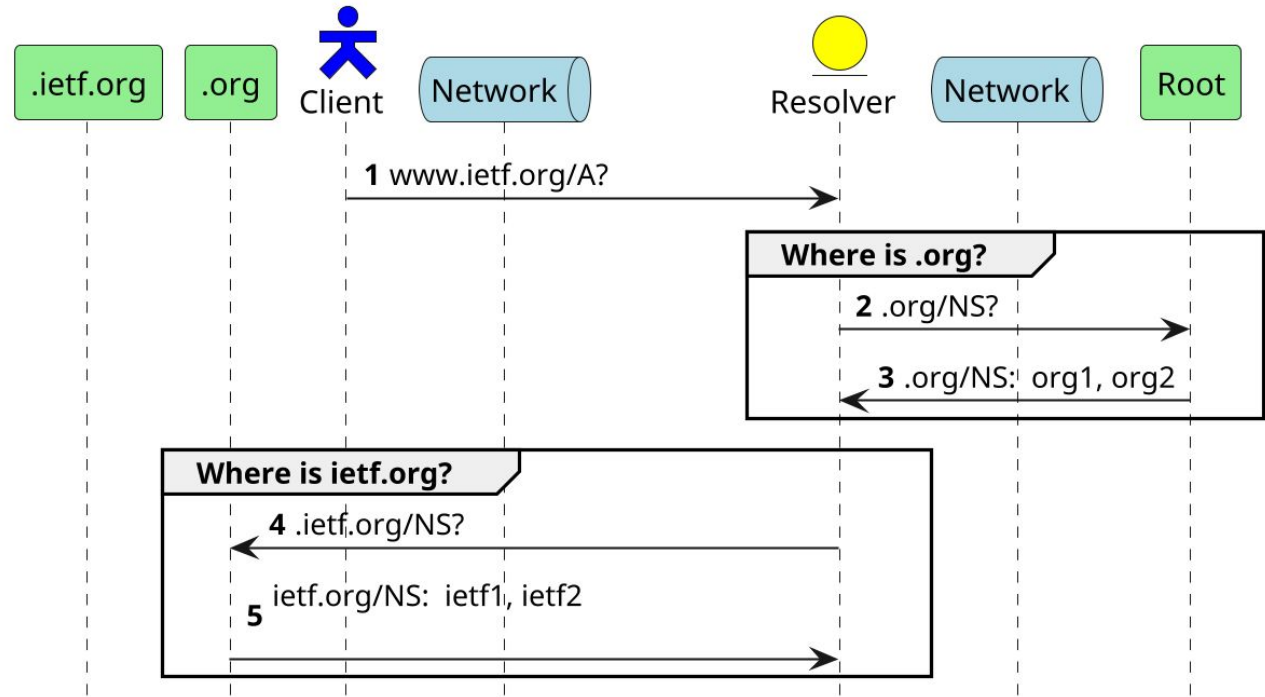 .ietf.org
.org
Client
Network
Resolver
Network
Root
1 www.ietf.org/A?
Where is .org?
2 .org/NS?
3 .org/NS:  org1, org2
Where is ietf.org?
4 .ietf.org/NS?
5 ietf.org/NS:  ietf1, ietf2